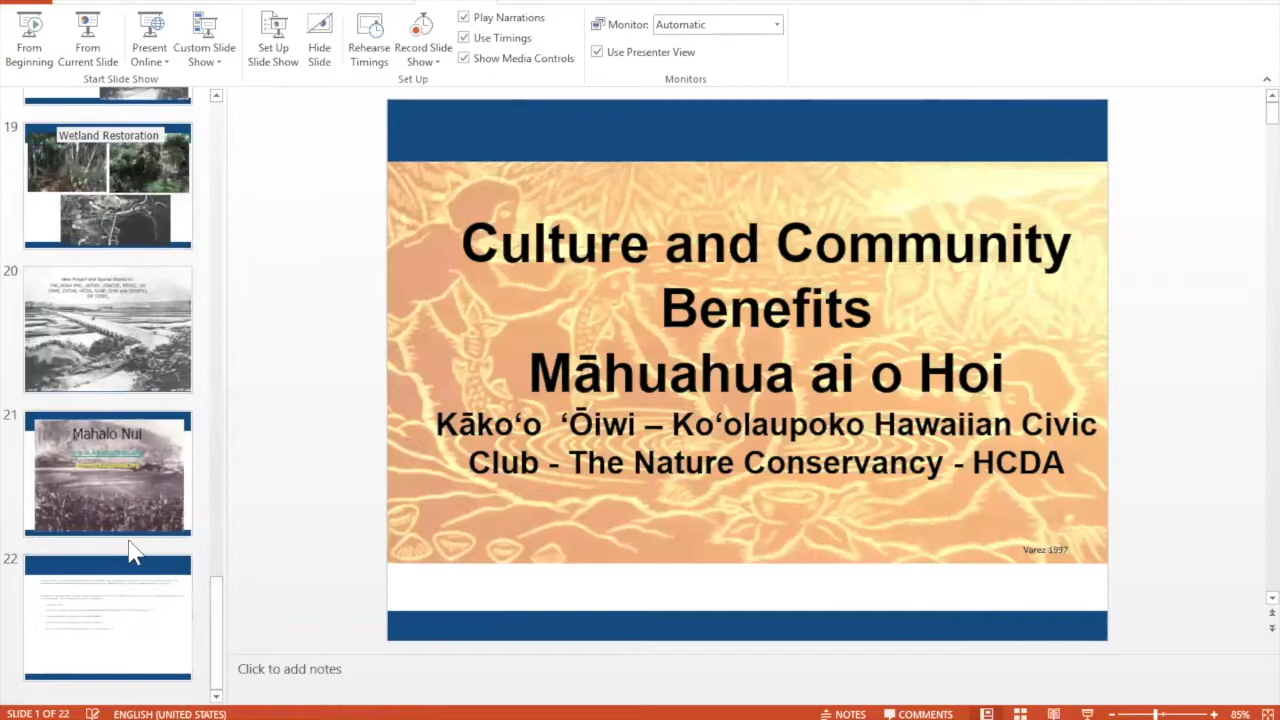 From Beginning
From Current Slide
Present Online
Custom Slide Show
Start Slide Show
Set Up Slide Show
Hide Slide
Rehearse Timings
Record Slide Show
Play Narrations
Use Timings
Show Media Controls
Set Up
Monitor: Automatic
Use Presenter View
Monitors
19
Wetland Restoration
20
21
Mahalo Nui
22
Culture and Community
Benefits
Māhuahua ai o Hoi
Kākoʻo ʻŌiwi – Koʻolaupoko Hawaiian Civic
Club - The Nature Conservancy - HCDA
Varez 1997
Click to add notes
SLIDE 1 OF 22
ENGLISH (UNITED STATES)
NOTES
COMMENTS
85%